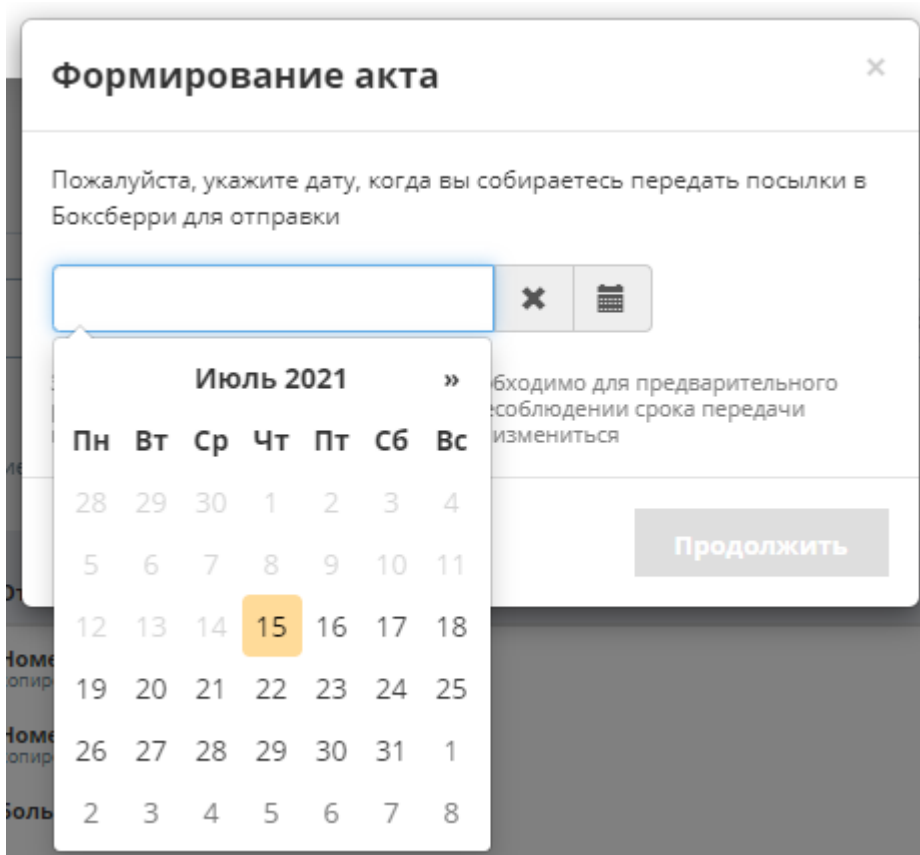 Формирование акта
×
Пожалуйста, укажите дату, когда вы собираетесь передать посылки в
Боксберри для отправки
Июль 2021 »
Пн Вт Ср Чт Пт Сб Вс
28 29 30 1 2 3 4
5 6 7 8 9 10 11
12 13 14 15 16 17 18
19 20 21 22 23 24 25
26 27 28 29 30 31 1
2 3 4 5 6 7 8
для предварительного
срока передачи
измениться
Продолжить